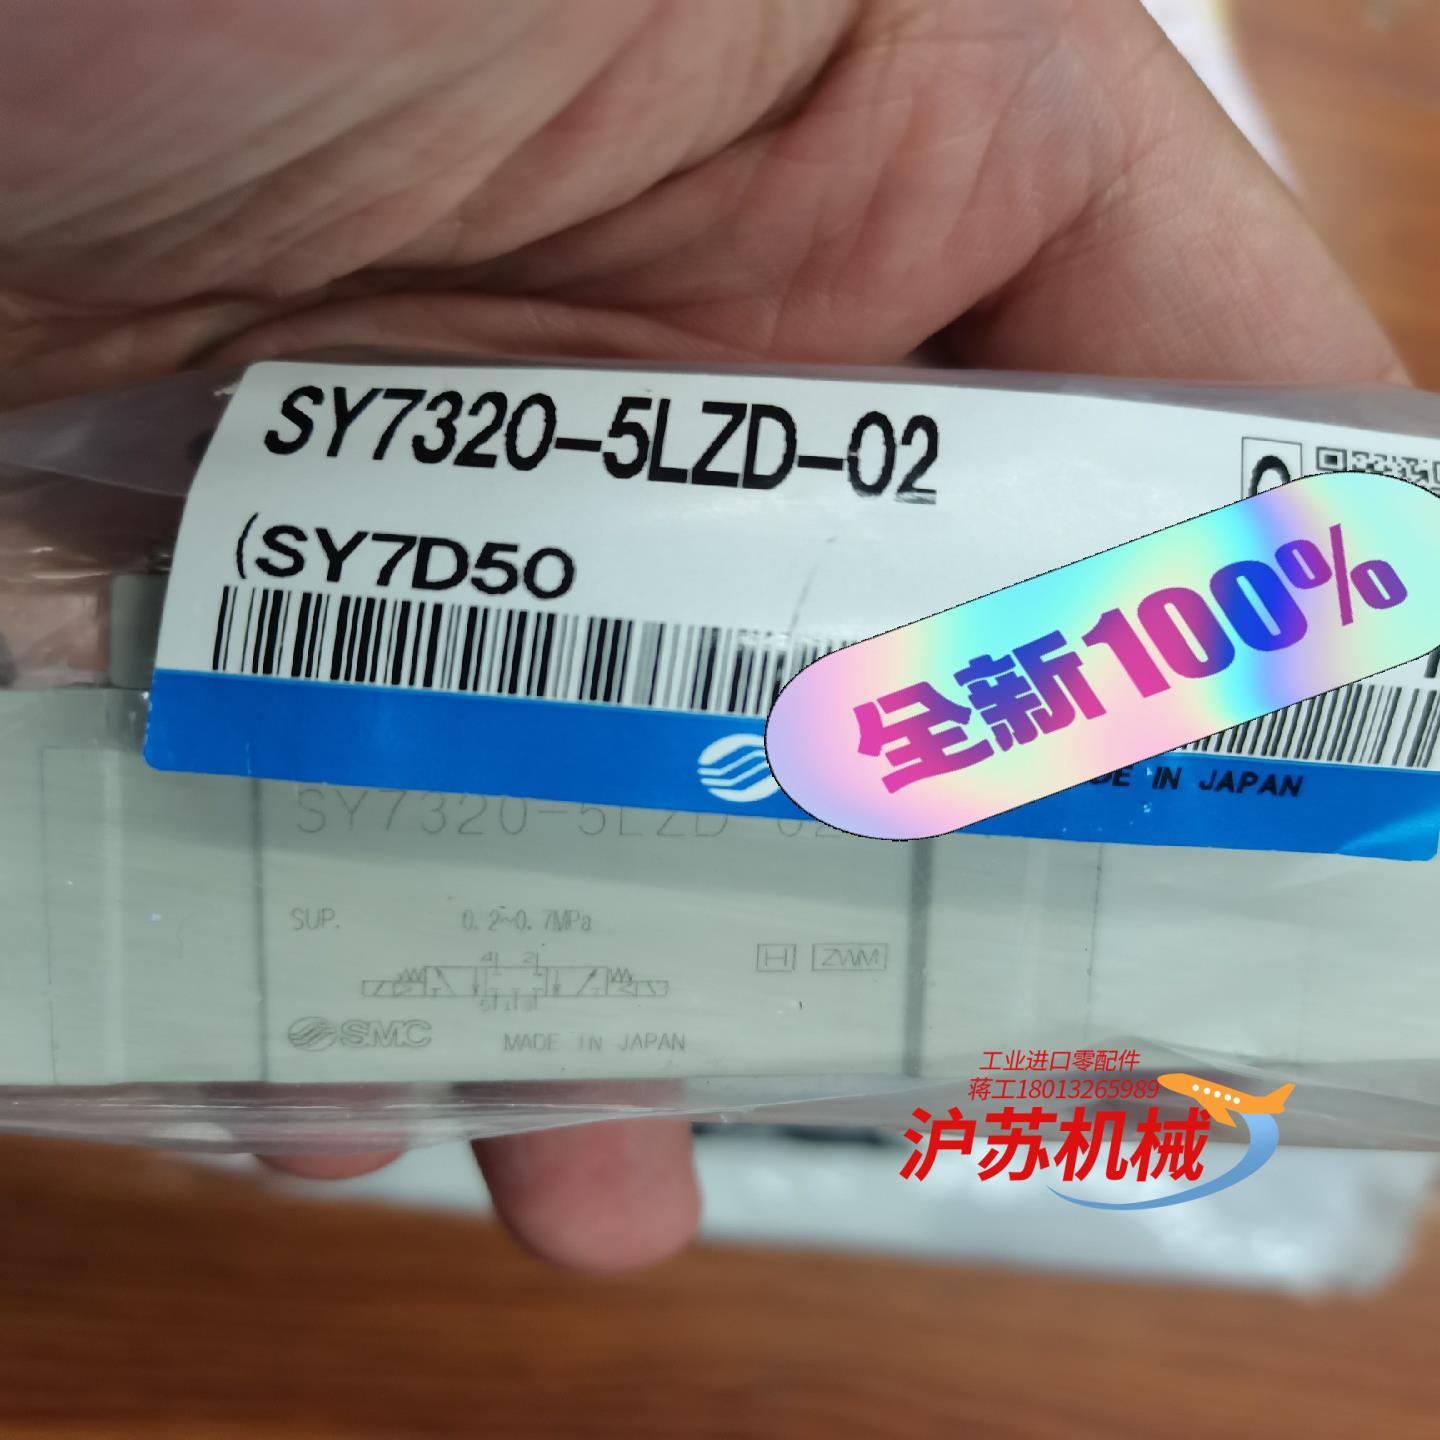 SY7320-5LZD-02
(SY7D50
全新100%
DE IN JAPAN
SY7320-5LZD-02
SUP. 0.2~0.7MPa
4 2
H ZWM
5 1 3
SMC MADE IN JAPAN
工业进口零配件
蒋工18013265989
沪苏机械